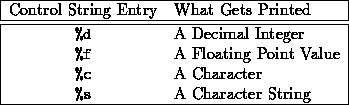 Control String Entry What Gets Printed
%d A Decimal Integer
%f A Floating Point Value
%c A Character
%s A Character String